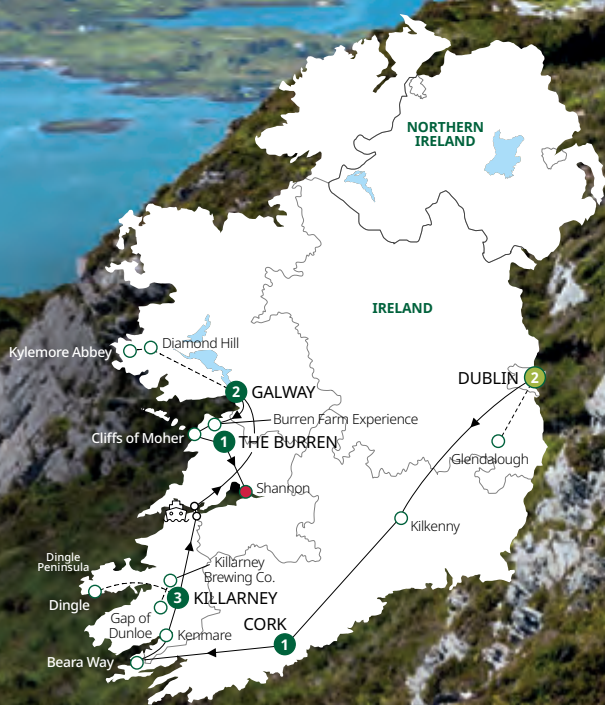 NORTHERN
IRELAND
IRELAND
Kylemore Abbey
Diamond Hill
DUBLIN
2
2
GALWAY
Burren Farm Experience
Cliffs of Moher
1
THE BURREN
Glendalough
Shannon
Kilkenny
Dingle
Peninsula
Killarney
Brewing Co.
Dingle
3
KILLARNEY
Gap of
Dunloe
CORK
Kenmare
1
Beara Way